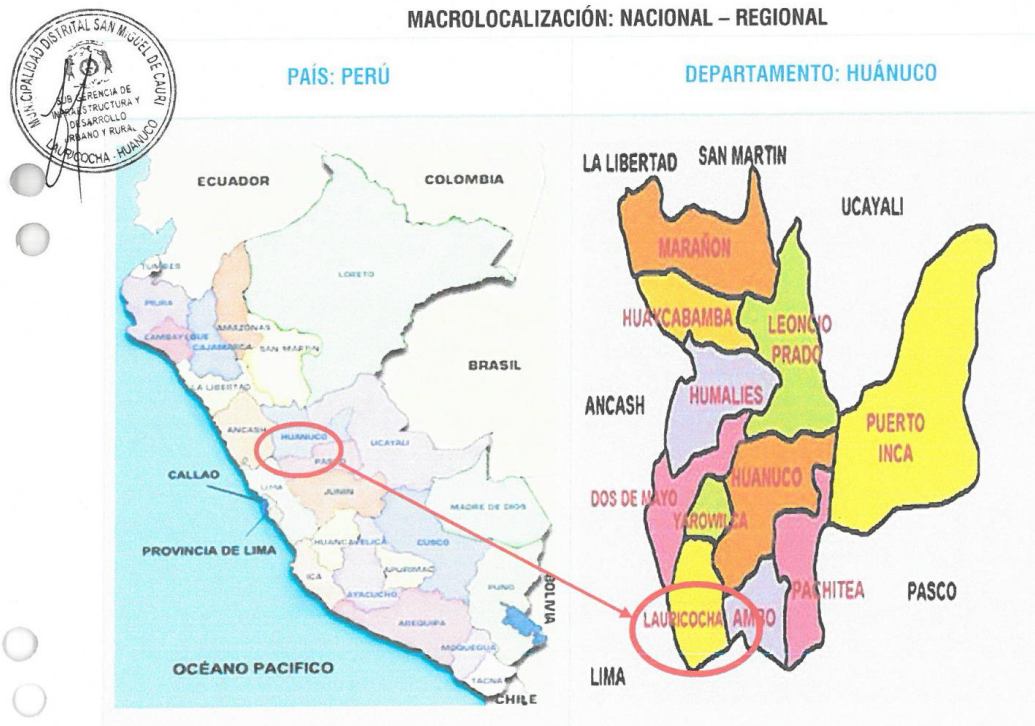 MACROLOCALIZACIÓN: NACIONAL – REGIONAL
MUNICIPALIDAD DISTRITAL SAN MIGUEL DE CAURI
SUB GERENCIA DE
INFRAESTRUCTURA Y
DESARROLLO
URBANO Y RURAL
LAURICOCHA - HUANUCO
PAÍS: PERÚ
ECUADOR
COLOMBIA
TUMBES
LORETO
PIURA
AMAZONAS
LAMBAYEQUE
CAJAMARCA
SAN MARTIN
BRASIL
LA LIBERTAD
ANCASH
HUANUCO
UCAYALI
PASCO
CALLAO
LIMA
JUNIN
MADRE DE DIOS
PROVINCIA DE LIMA
HUANCAVELICA
CUSCO
ICA
APURIMAC
AYACUCHO
PUNO
BOLIVIA
AREQUIPA
MOQUEGUA
OCÉANO PACIFICO
TACNA
CHILE
DEPARTAMENTO: HUÁNUCO
LA LIBERTAD
SAN MARTIN
UCAYALI
MARAÑON
HUAYCABAMBA
LEONCIO
PRADO
HUMALIES
ANCASH
PUERTO
INCA
HUANUCO
DOS DE MAYO
YAROWILCA
PACHITEA
PASCO
LAURICOCHA
AMBO
LIMA